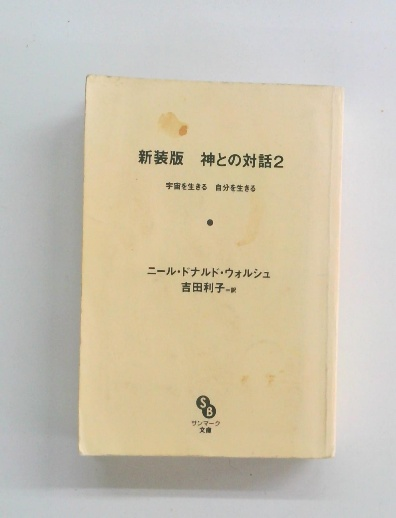 新装版 神との対話2
宇宙を生きる 自分を生きる
ニール・ドナルド・ウォルシュ
吉田利子=訳
SB
サンマーク
文庫